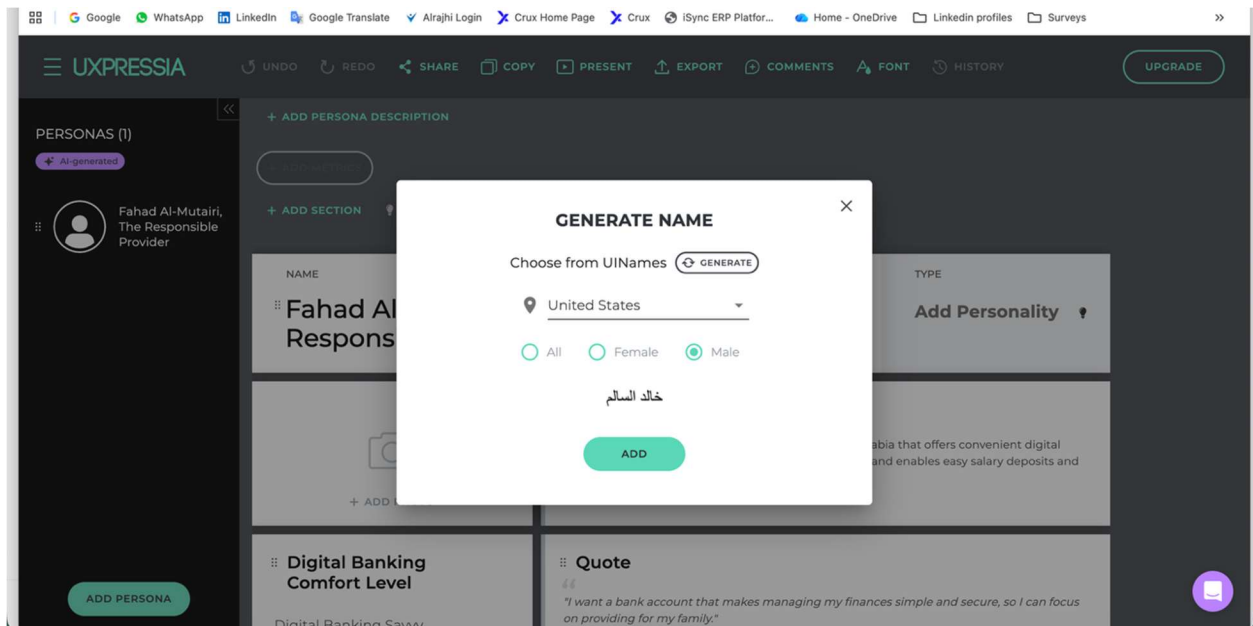 Google WhatsApp LinkedIn Google Translate Alrajhi Login Crux Home Page Crux iSync ERP Platfor... Home - OneDrive Linkedin profiles Surveys
UXPRESSIA UNDO REDO SHARE COPY PRESENT EXPORT COMMENTS FONT HISTORY UPGRADE
PERSONAS (1)
AI-generated
Fahad Al-Mutairi,
The Responsible
Provider
ADD PERSONA
+ ADD PERSONA DESCRIPTION
+ ADD METRIC
+ ADD SECTION
GENERATE NAME
Choose from UINames GENERATE
United States
All Female Male
خالد السالم
ADD
NAME
Fahad Al
Respons
TYPE
Add Personality
+ ADD
abia that offers convenient digital
and enables easy salary deposits and
Digital Banking
Comfort Level
Digital Banking Savvy
Quote
"I want a bank account that makes managing my finances simple and secure, so I can focus
on providing for my family."